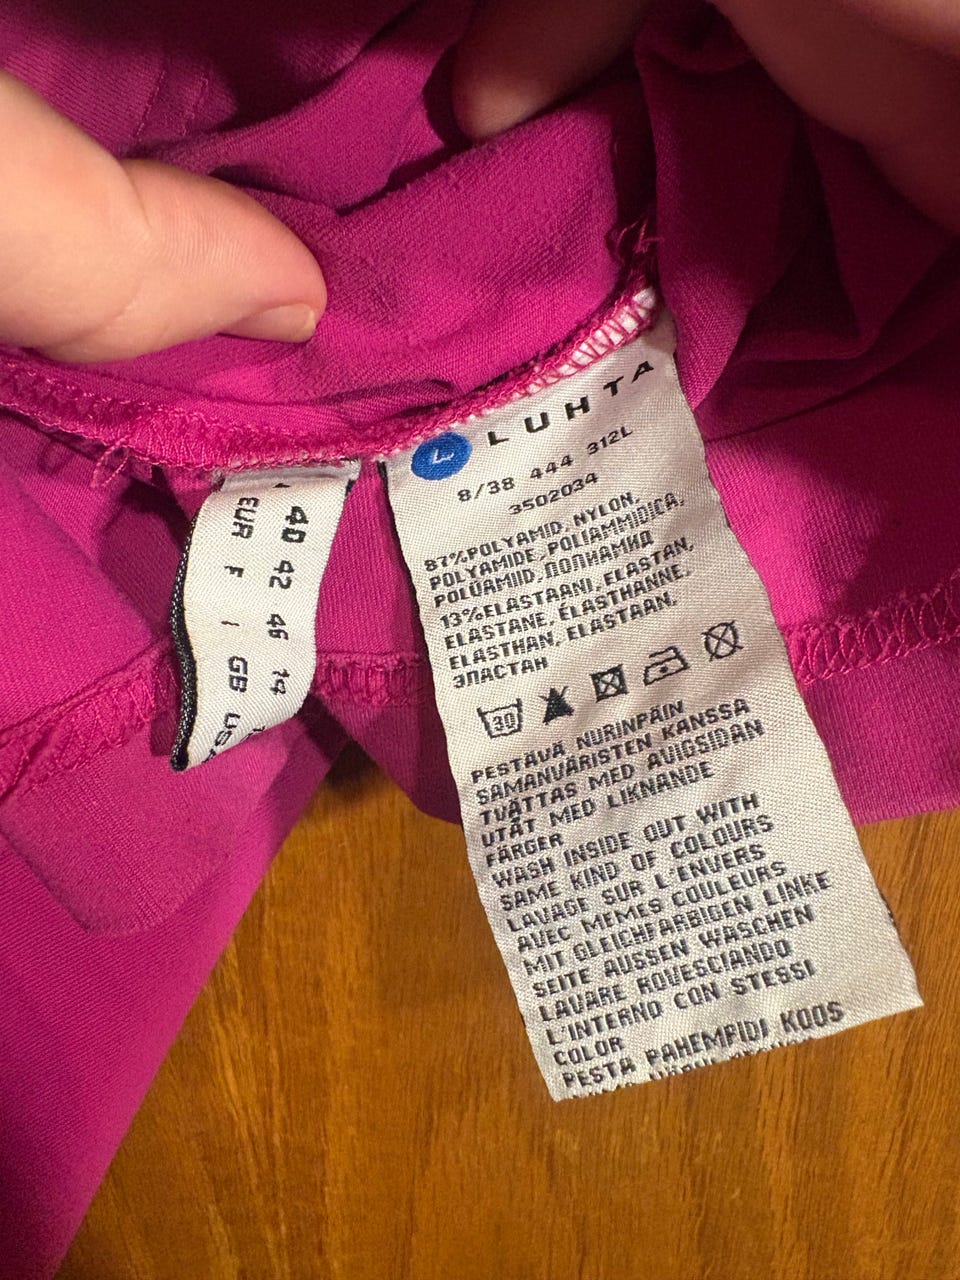 40 42 46 14
EUR F I GB USA
L LUHTA
8/38 444 312L
3502034
87%POLYAMID, NYLON,
POLYAMIDE, POLIAMMIDICA,
POLÜAMIID, ПОЛИАМИД
13%ELASTAANI, ELASTAN,
ELASTANE, ÉLASTHANNE,
ELASTHAN, ELASTAAN,
ЭЛАСТАН
30
PESTÄVÄ NURINPÄIN
SAMANVÄRISTEN KANSSA
TVÄTTAS MED AVIGSIDAN
UTÅT MED LIKNANDE
FÄRGER
WASH INSIDE OUT WITH
SAME KIND OF COLOURS
LAVAGE SUR L'ENVERS
AVEC MEMES COULEURS
MIT GLEICHFARBIGEN LINKE
SEITE AUSSEN WASCHEN
LAVARE ROVESCIANDO
L'INTERNO CON STESSI
COLOR
PESTA PAHEMPIDI KOOS